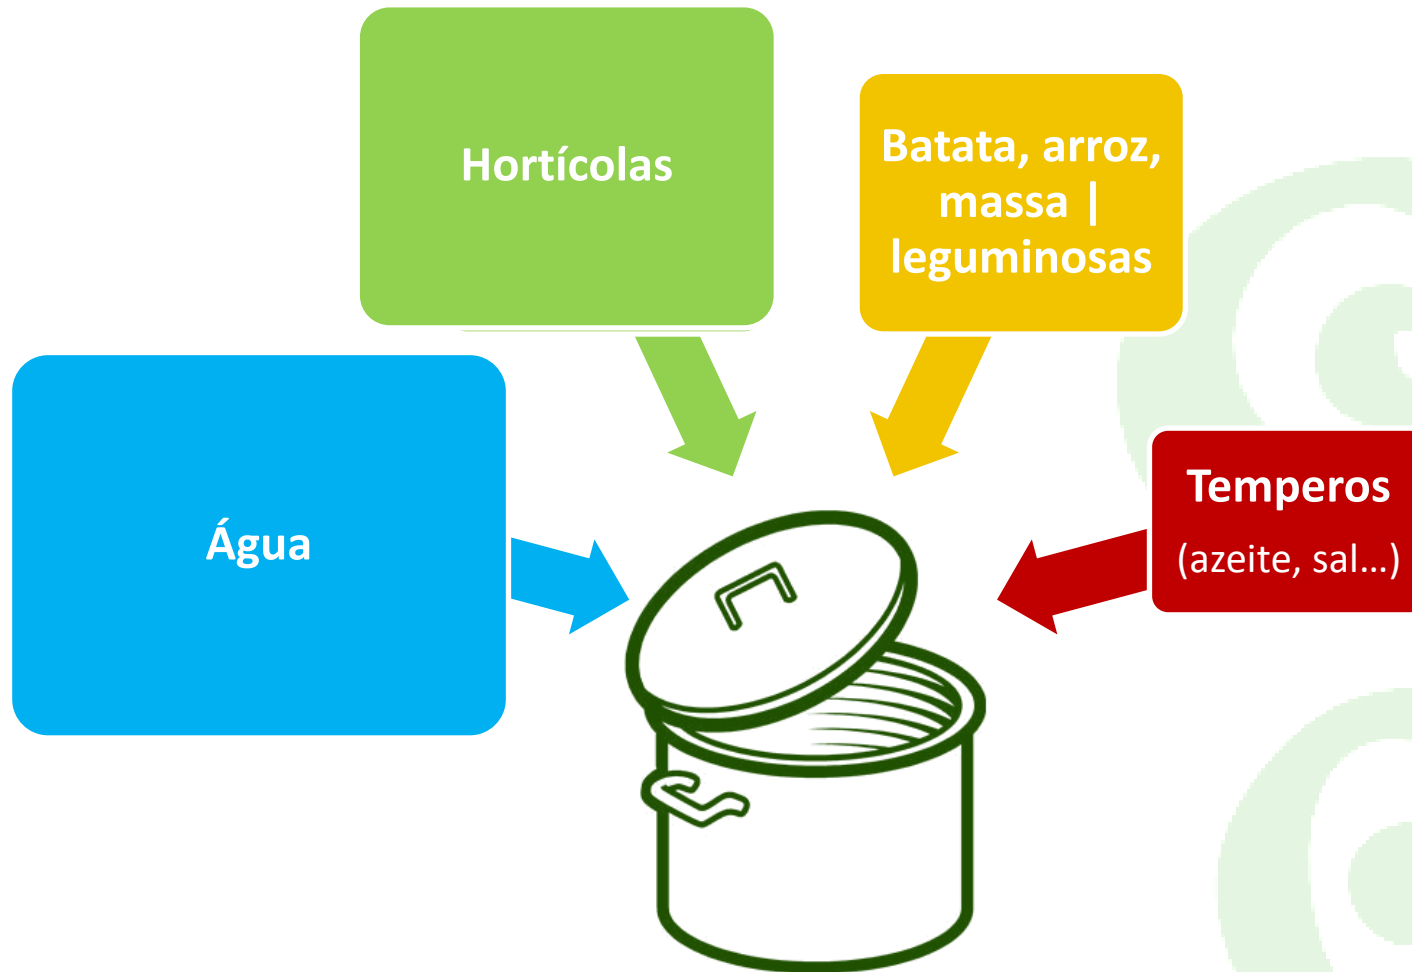 Hortícolas
Batata, arroz,
massa |
leguminosas
Água
Temperos
(azeite, sal...)